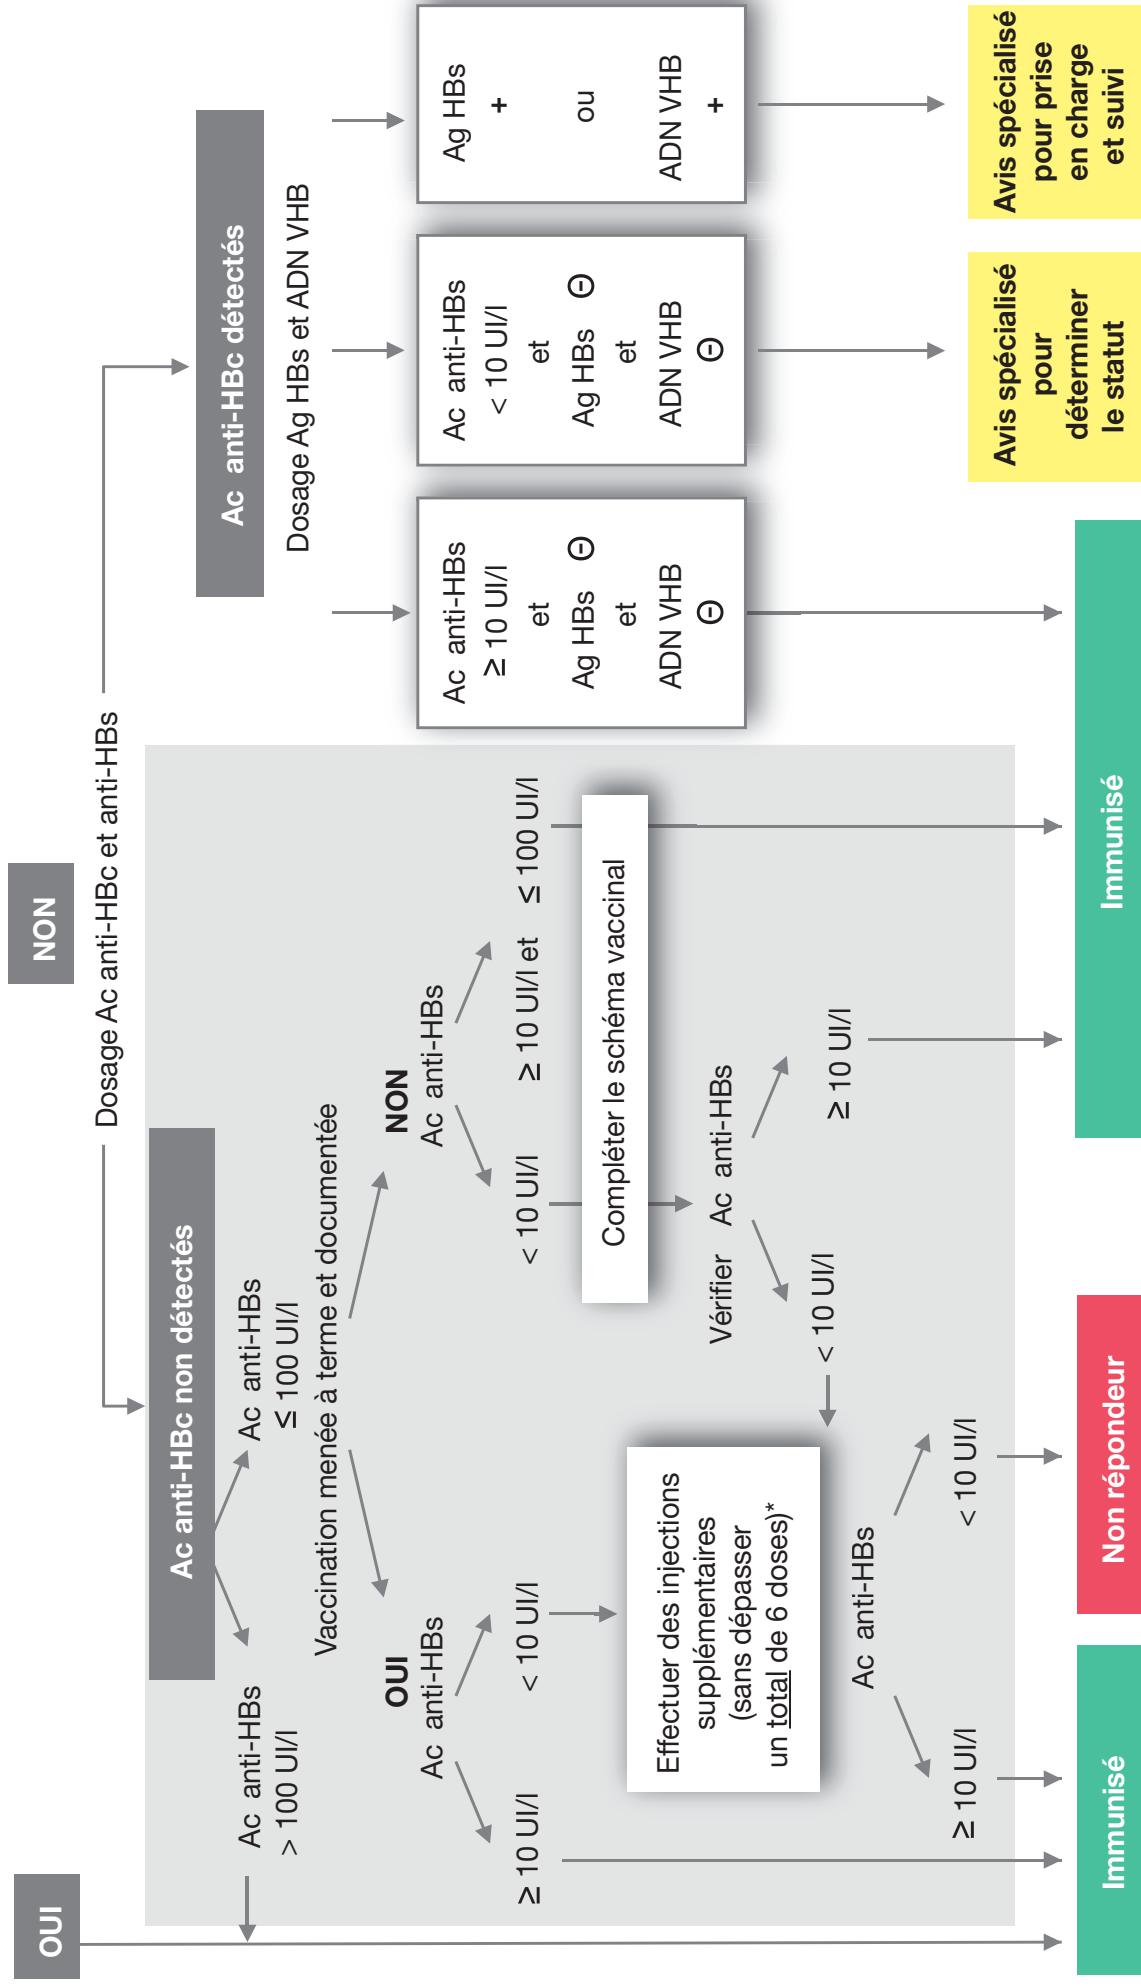 OUI
NON
Dosage Ac anti-HBc et anti-HBs
Ac anti-HBc non détectés
Ac anti-HBs
> 100 UI/l
Ac anti-HBs
≤ 100 UI/l
Vaccination menée à terme et documentée
OUI
Ac anti-HBs
NON
Ac anti-HBs
≥ 10 UI/l
< 10 UI/l
< 10 UI/l
≥ 10 UI/l et ≤ 100 UI/l
Compléter le schéma vaccinal
Vérifier Ac anti-HBs
< 10 UI/l
≥ 10 UI/l
Effectuer des injections
supplémentaires
(sans dépasser
un total de 6 doses)*
Ac anti-HBs
≥ 10 UI/l
< 10 UI/l
Ac anti-HBc détectés
Dosage Ag HBs et ADN VHB
Ac anti-HBs
≥ 10 UI/l
et
Ag HBs ⊖
et
ADN VHB
⊖
Ac anti-HBs
< 10 UI/l
et
Ag HBs ⊖
et
ADN VHB
⊖
Ag HBs
+
ou
ADN VHB
+
Immunisé
Non répondeur
Immunisé
Avis spécialisé
pour
déterminer
le statut
Avis spécialisé
pour prise
en charge
et suivi